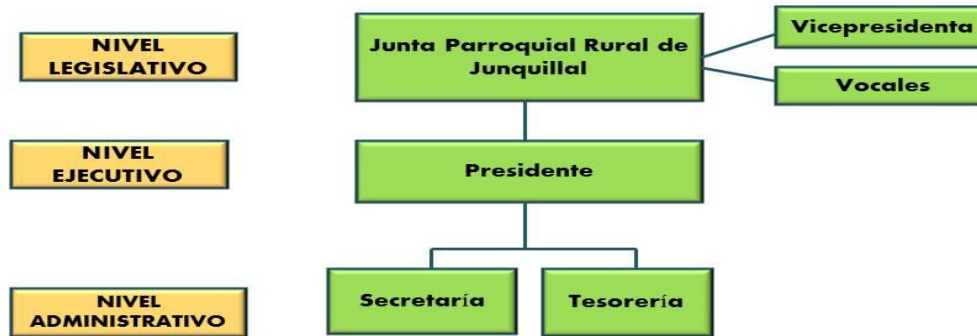 NIVEL
LEGISLATIVO
Junta Parroquial Rural de
Junquillal
Vicepresidenta
Vocales
NIVEL
EJECUTIVO
Presidente
NIVEL
ADMINISTRATIVO
Secretaría
Tesorería